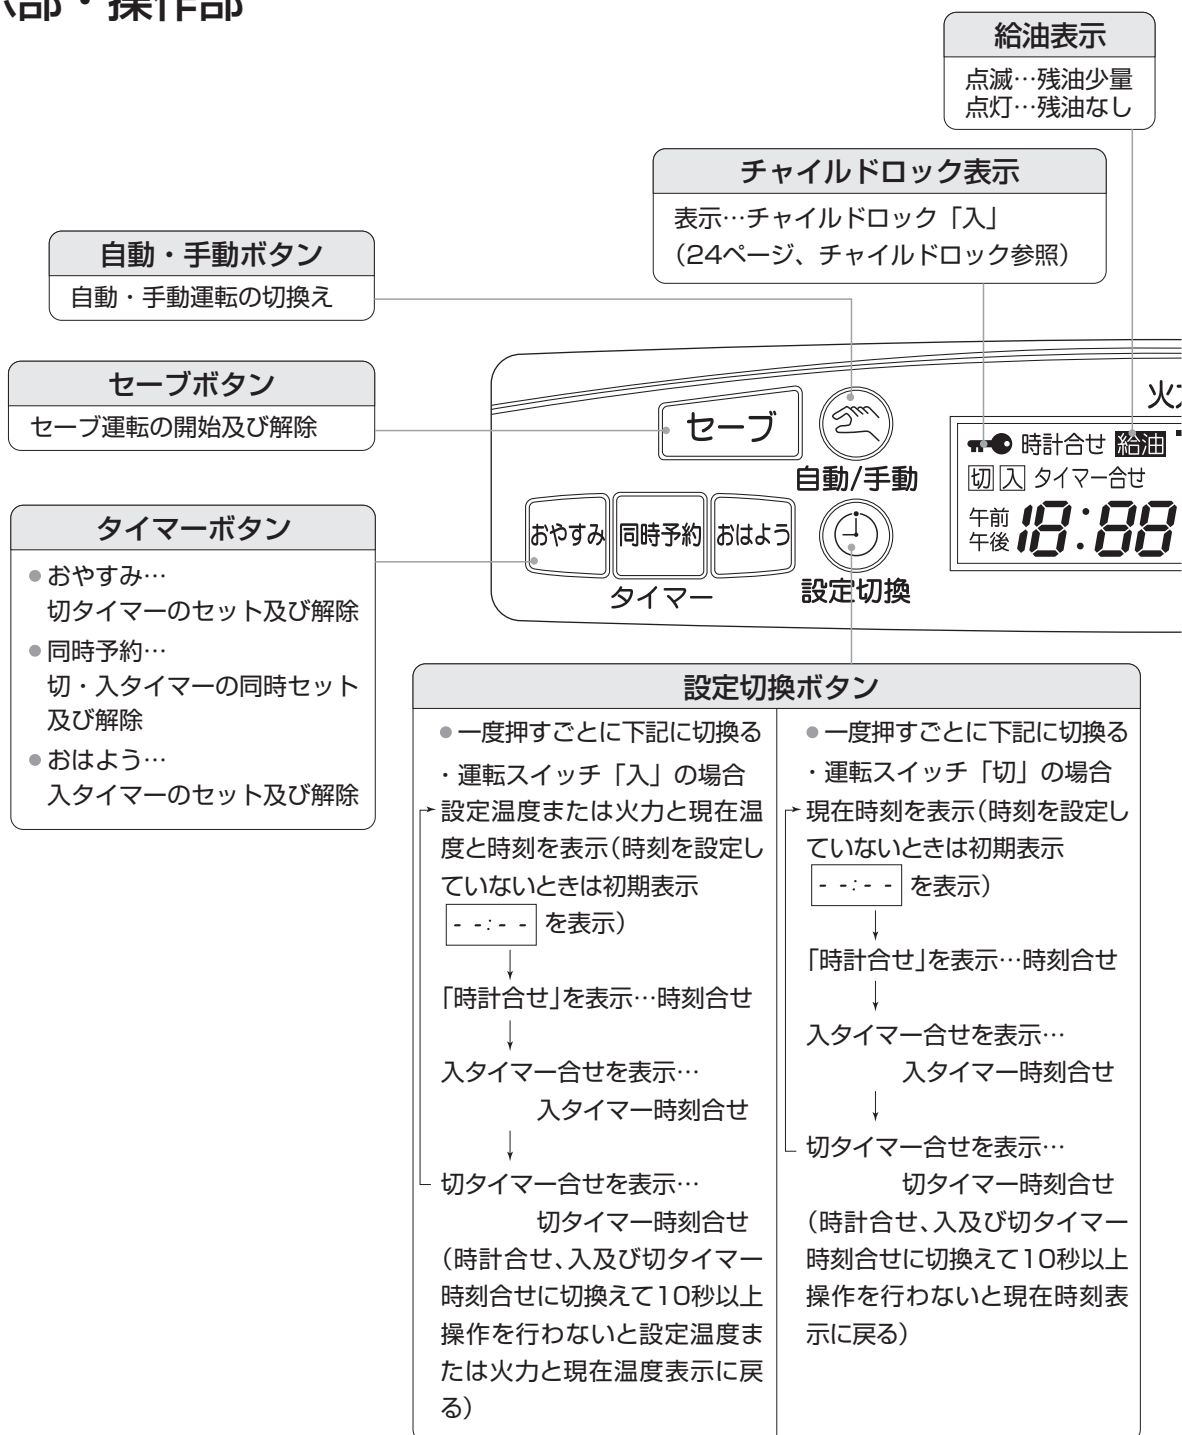 部・操作部
給油表示
点滅…残油少量
点灯…残油なし
チャイルドロック表示
表示…チャイルドロック「入」
(24ページ、チャイルドロック参照)
自動・手動ボタン
自動・手動運転の切換え
セーブボタン
セーブ運転の開始及び解除
タイマーボタン
●おやすみ…
切タイマーのセット及び解除
●同時予約…
切・入タイマーの同時セット
及び解除
●おはよう…
入タイマーのセット及び解除
セーブ
自動/手動
おやすみ
同時予約
おはよう
タイマー
設定切換
火
時計合せ 給油
切 入 タイマー合せ
午前
午後
18:88
設定切換ボタン
●一度押すごとに下記に切換る
・運転スイッチ「入」の場合
設定温度または火力と現在温
度と時刻を表示(時刻を設定し
ていないときは初期表示
- -:- - を表示)
「時計合せ」を表示…時刻合せ
入タイマー合せを表示…
入タイマー時刻合せ
切タイマー合せを表示…
切タイマー時刻合せ
(時計合せ、入及び切タイマー
時刻合せに切換えて10秒以上
操作を行わないと設定温度ま
たは火力と現在温度表示に戻
る)
●一度押すごとに下記に切換る
・運転スイッチ「切」の場合
現在時刻を表示(時刻を設定し
ていないときは初期表示
- -:- - を表示)
「時計合せ」を表示…時刻合せ
入タイマー合せを表示…
入タイマー時刻合せ
切タイマー合せを表示…
切タイマー時刻合せ
(時計合せ、入及び切タイマー
時刻合せに切換えて10秒以上
操作を行わないと現在時刻表
示に戻る)